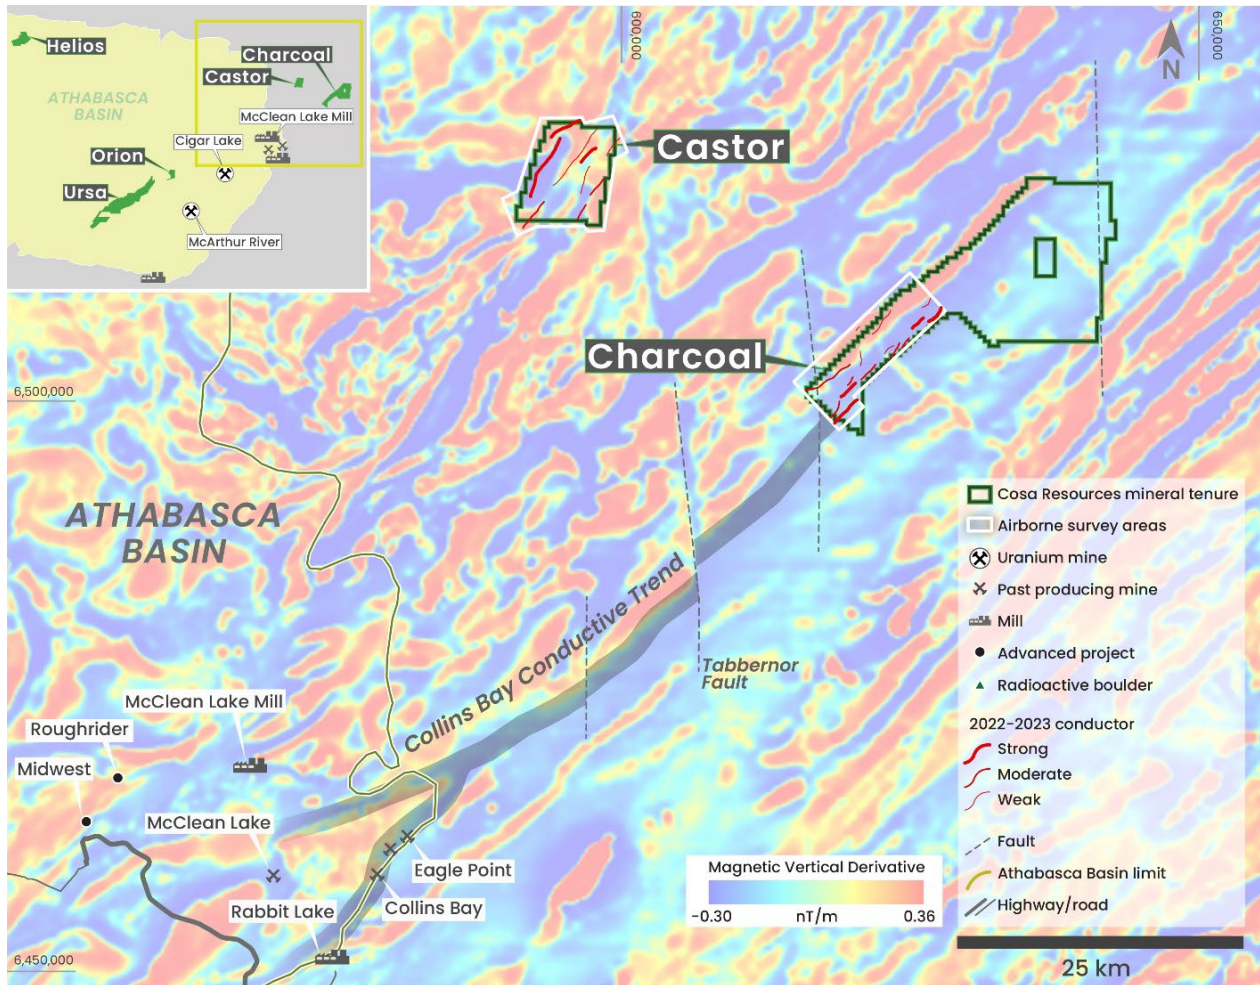 Helios
Charcoal
Castor
ATHABASCA
BASIN
McClean Lake Mill
Cigar Lake
Orion
Ursa
McArthur River
600,000
650,000
N
Castor
Charcoal
6,500,000
ATHABASCA
BASIN
Collins Bay Conductive Trend
Tabbernor
Fault
McClean Lake Mill
Roughrider
Midwest
McClean Lake
Eagle Point
Rabbit Lake
Collins Bay
6,450,000
Cosa Resources mineral tenure
Airborne survey areas
Uranium mine
Past producing mine
Mill
Advanced project
Radioactive boulder
2022-2023 conductor
Strong
Moderate
Weak
Fault
Athabasca Basin limit
Highway/road
Magnetic Vertical Derivative
-0.30 nT/m 0.36
25 km